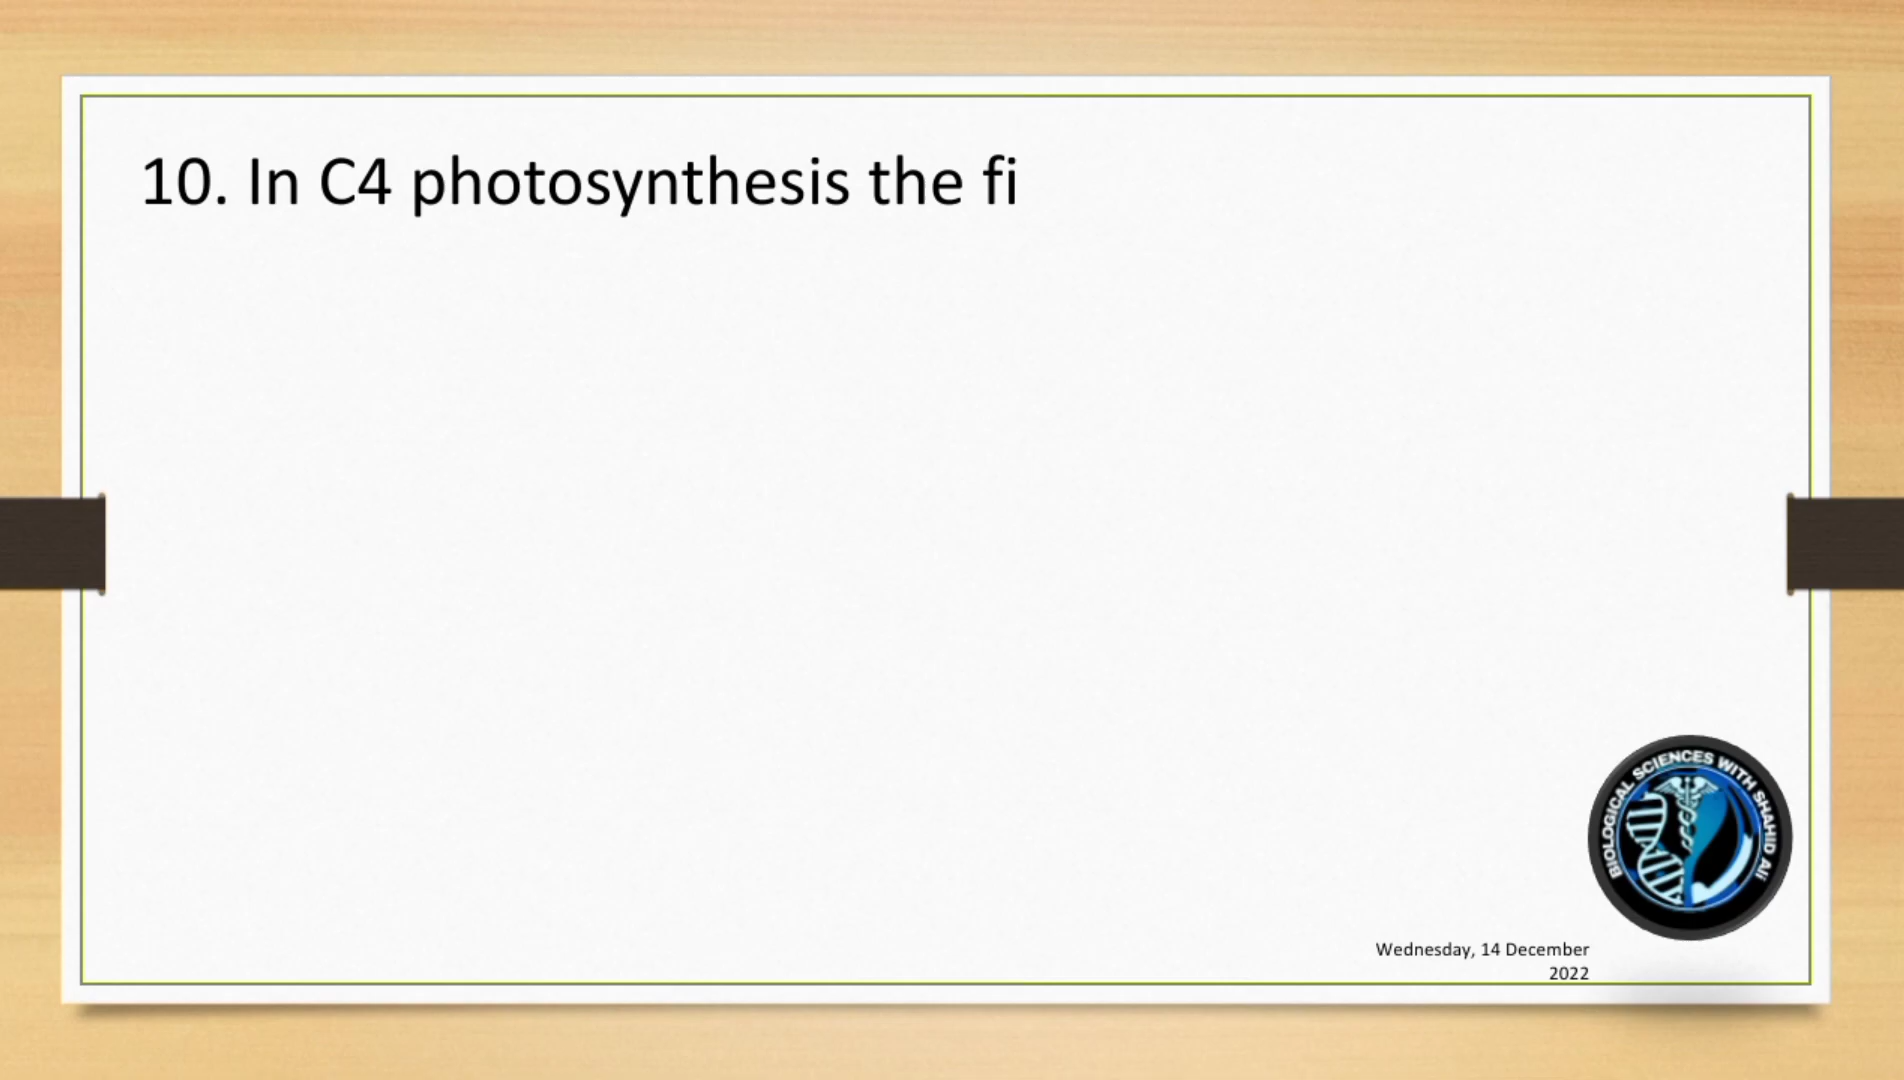 10. In C4 photosynthesis the fi
BIOLOGICAL SCIENCES WITH SHAHID Ali
Wednesday, 14 December
2022